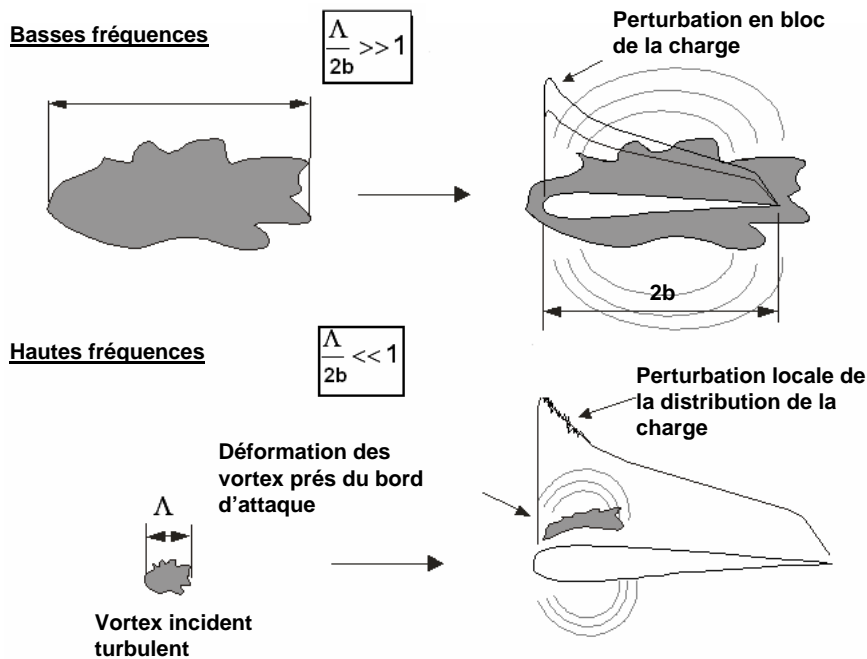 Basses fréquences
Λ
2b
>> 1
Perturbation en bloc
de la charge
2b
Hautes fréquences
Λ
2b
<< 1
Perturbation locale de
la distribution de la
charge
Déformation des
vortex prés du bord
d'attaque
Λ
Vortex incident
turbulent